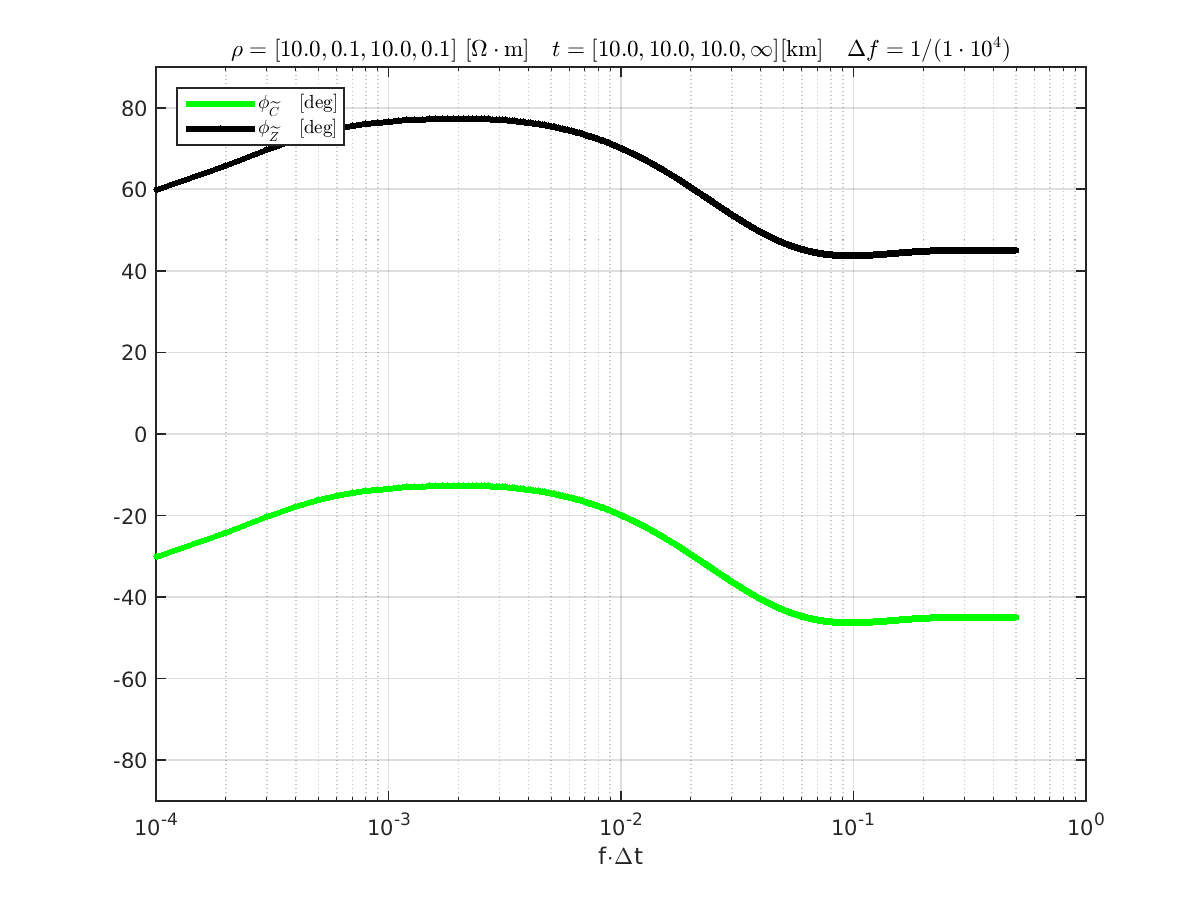 ρ = [10.0, 0.1, 10.0, 0.1] [Ω · m]   t = [10.0, 10.0, 10.0, ∞][km]   Δf = 1/(1 · 10⁴)
ϕ_C̃ [deg]
ϕ_Z̃ [deg]
80
60
40
20
0
-20
-40
-60
-80
10⁻⁴ 10⁻³ 10⁻² 10⁻¹ 10⁰
f·Δt